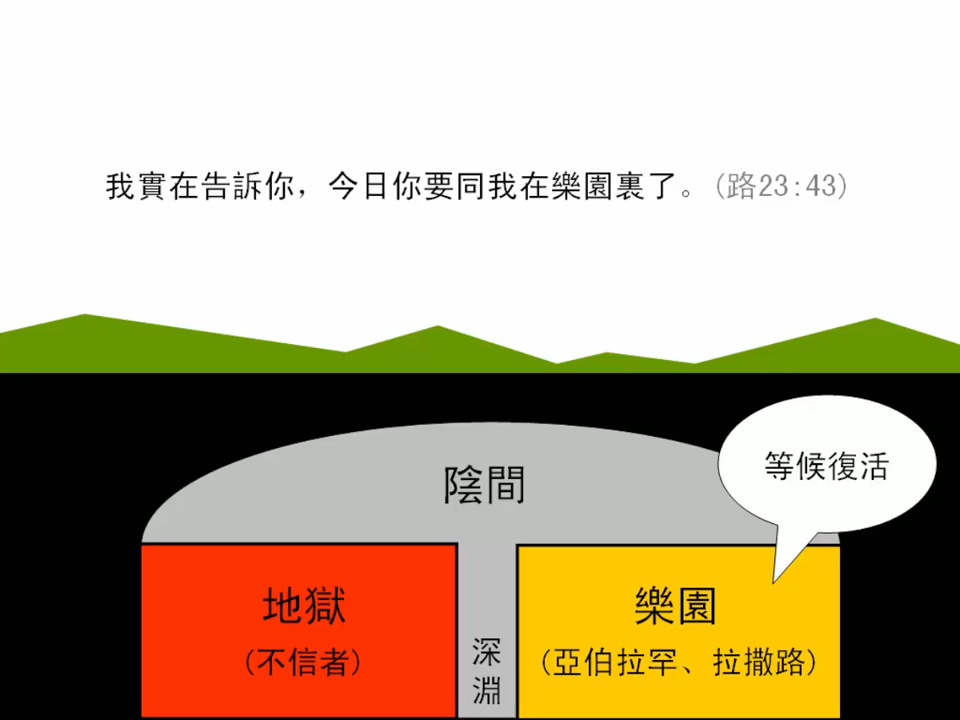 我實在告訴你，今日你要同我在樂園裏了。(路23:43)
陰間
等候復活
地獄
(不信者)
深
淵
樂園
(亞伯拉罕、拉撒路)